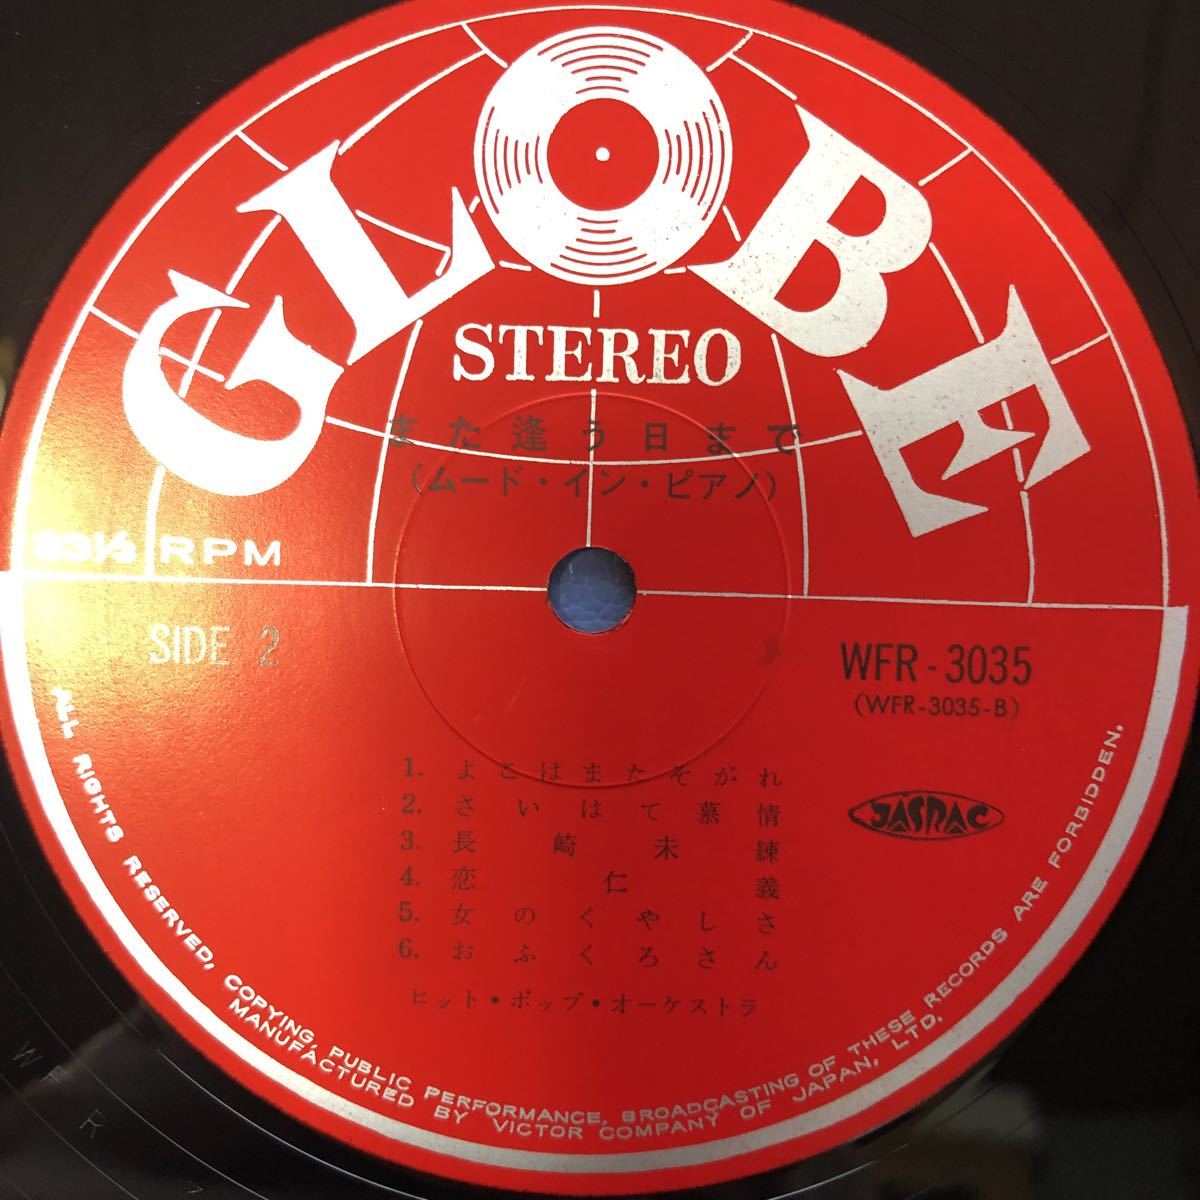 GLOBE
STEREO
また逢う日まで
(ムード・イン・ピアノ)
33⅓ RPM
SIDE 2
WFR-3035
(WFR-3035-B)
1. よこはまたそがれ
2. さいはて慕情
3. 長崎未練
4. 恋仁義
5. 女のくやしさ
6. おふくろさん
JASRAC
ヒット・ポップ・オーケストラ
ALL RIGHTS RESERVED, COPYING, PUBLIC PERFORMANCE, BROADCASTING OF THESE RECORDS ARE FORBIDDEN.
MANUFACTURED BY VICTOR COMPANY OF JAPAN, LTD.
W F R